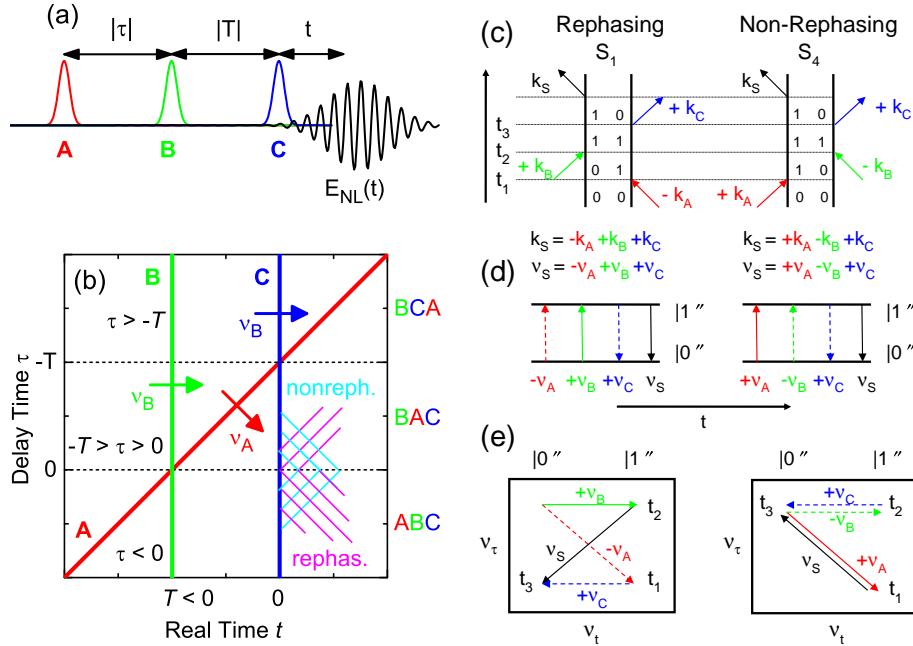 (a)
|τ| |T| t
A B C
E_NL(t)
(b)
B C
τ > -T
ν_B
BCA
-T
ν_B
nonreph.
ν_A
BAC
-T > τ > 0
0
A
ABC
τ < 0
rephas.
T < 0 0
Delay Time τ
Real Time t
(c)
Rephasing Non-Rephasing
S_1 S_4
k_S k_S
1 0 1 0
+ k_C + k_C
t_3
1 1 1 1
t_2
+ k_B 0 1 1 0 - k_B
t_1
0 0 - k_A + k_A 0 0
k_S = -k_A +k_B +k_C k_S = +k_A -k_B +k_C
ν_S = -ν_A +ν_B +ν_C ν_S = +ν_A -ν_B +ν_C
(d)
|1 ″ |1 ″
|0 ″ |0 ″
-ν_A +ν_B +ν_C ν_S +ν_A -ν_B +ν_C ν_S
t
(e)
|0 ″ |1 ″ |0 ″ |1 ″
+ν_B t_2 t_3 +ν_C t_2
-ν_B
ν_τ ν_S -ν_A ν_τ ν_S +ν_A
t_3 +ν_C t_1 t_1
ν_t ν_t